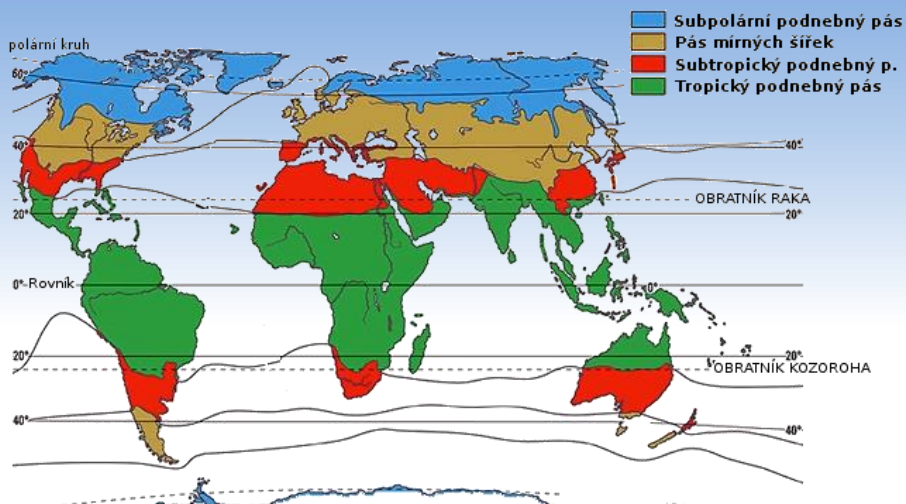 Subpolární podnebný pás
Pás mírných šířek
Subtropický podnebný p.
Tropický podnebný pás
polární kruh
60°
40°
40°
OBRATNÍK RAKA
20°
20°
0°
Rovník
0°
20°
20°
OBRATNÍK KOZOROHA
40°
40°